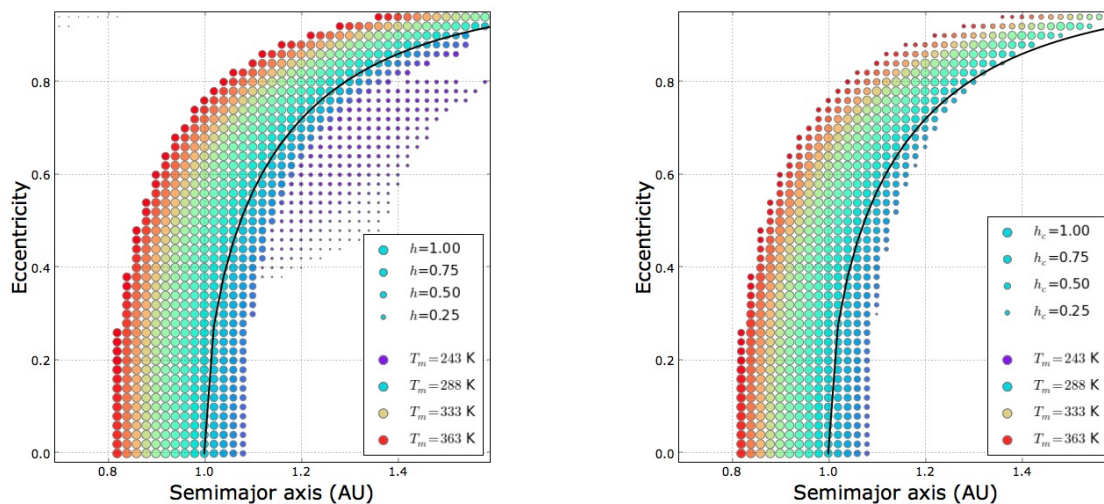 0.8
0.6
0.4
0.2
0.0
Eccentricity
0.8
1.0
1.2
1.4
Semimajor axis (AU)
h=1.00
h=0.75
h=0.50
h=0.25
T_m=243 K
T_m=288 K
T_m=333 K
T_m=363 K
0.8
0.6
0.4
0.2
0.0
Eccentricity
0.8
1.0
1.2
1.4
Semimajor axis (AU)
h_c=1.00
h_c=0.75
h_c=0.50
h_c=0.25
T_m=243 K
T_m=288 K
T_m=333 K
T_m=363 K